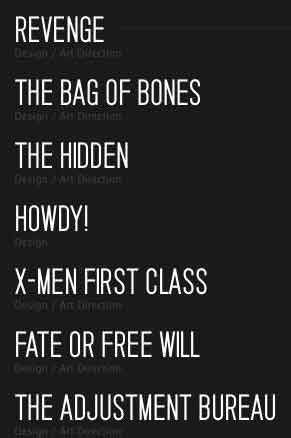 REVENGE
Design / Art Direction
THE BAG OF BONES
Design / Art Direction
THE HIDDEN
Design / Art Direction
HOWDY!
Design
X-MEN FIRST CLASS
Design / Art Direction
FATE OR FREE WILL
Design / Art Direction
THE ADJUSTMENT BUREAU
Design / Art Direction